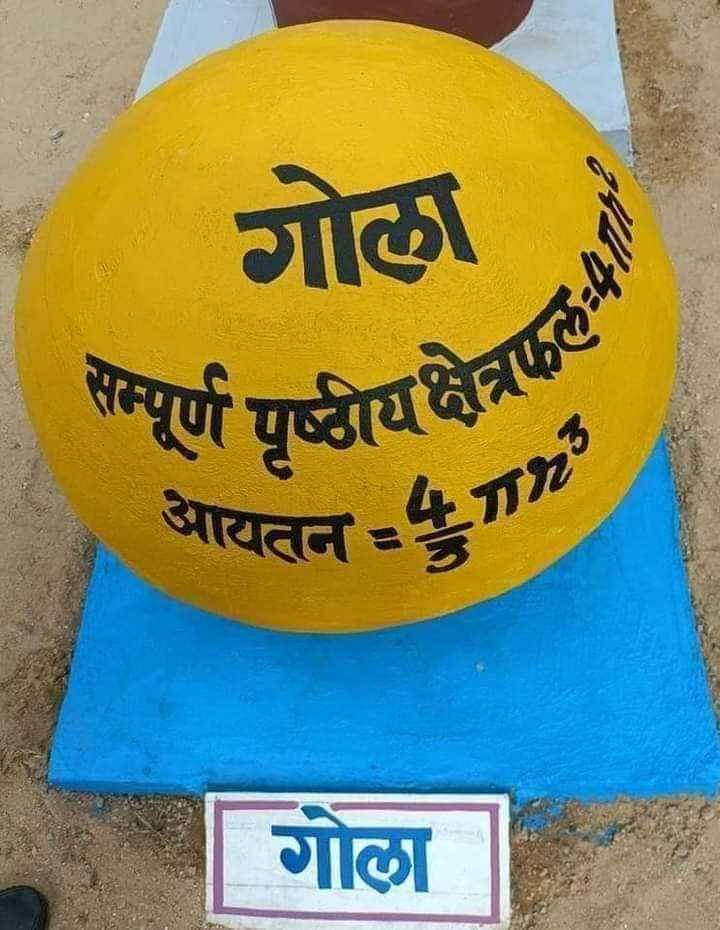 गोला
सम्पूर्ण पृष्ठीय क्षेत्रफल=4πr²
आयतन = 4/3 πr³
गोला